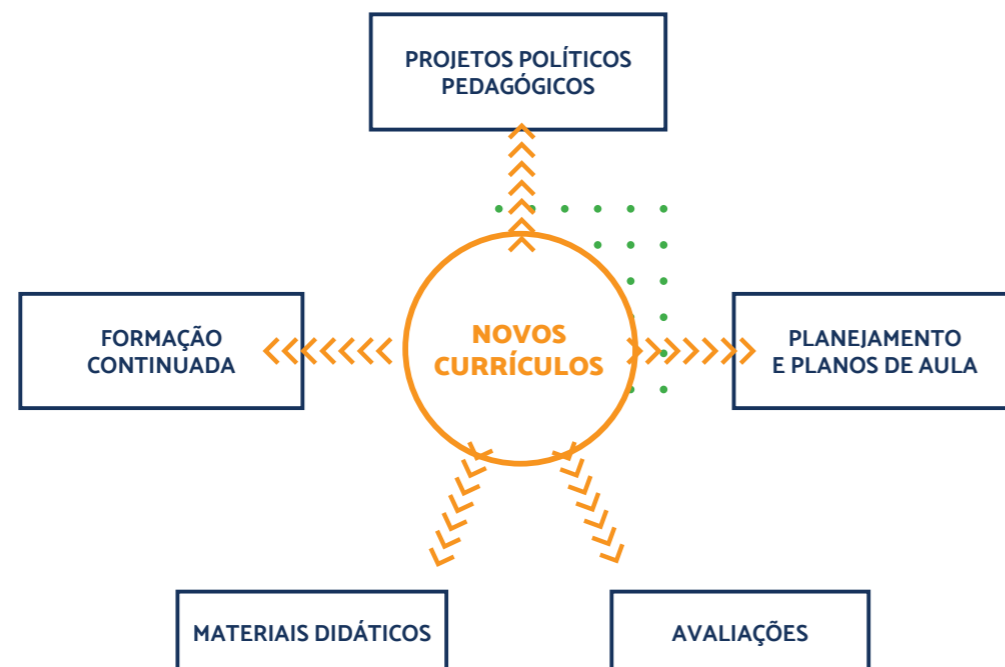 PROJETOS POLÍTICOS
PEDAGÓGICOS
FORMAÇÃO
CONTINUADA
NOVOS
CURRÍCULOS
PLANEJAMENTO
E PLANOS DE AULA
MATERIAIS DIDÁTICOS
AVALIAÇÕES